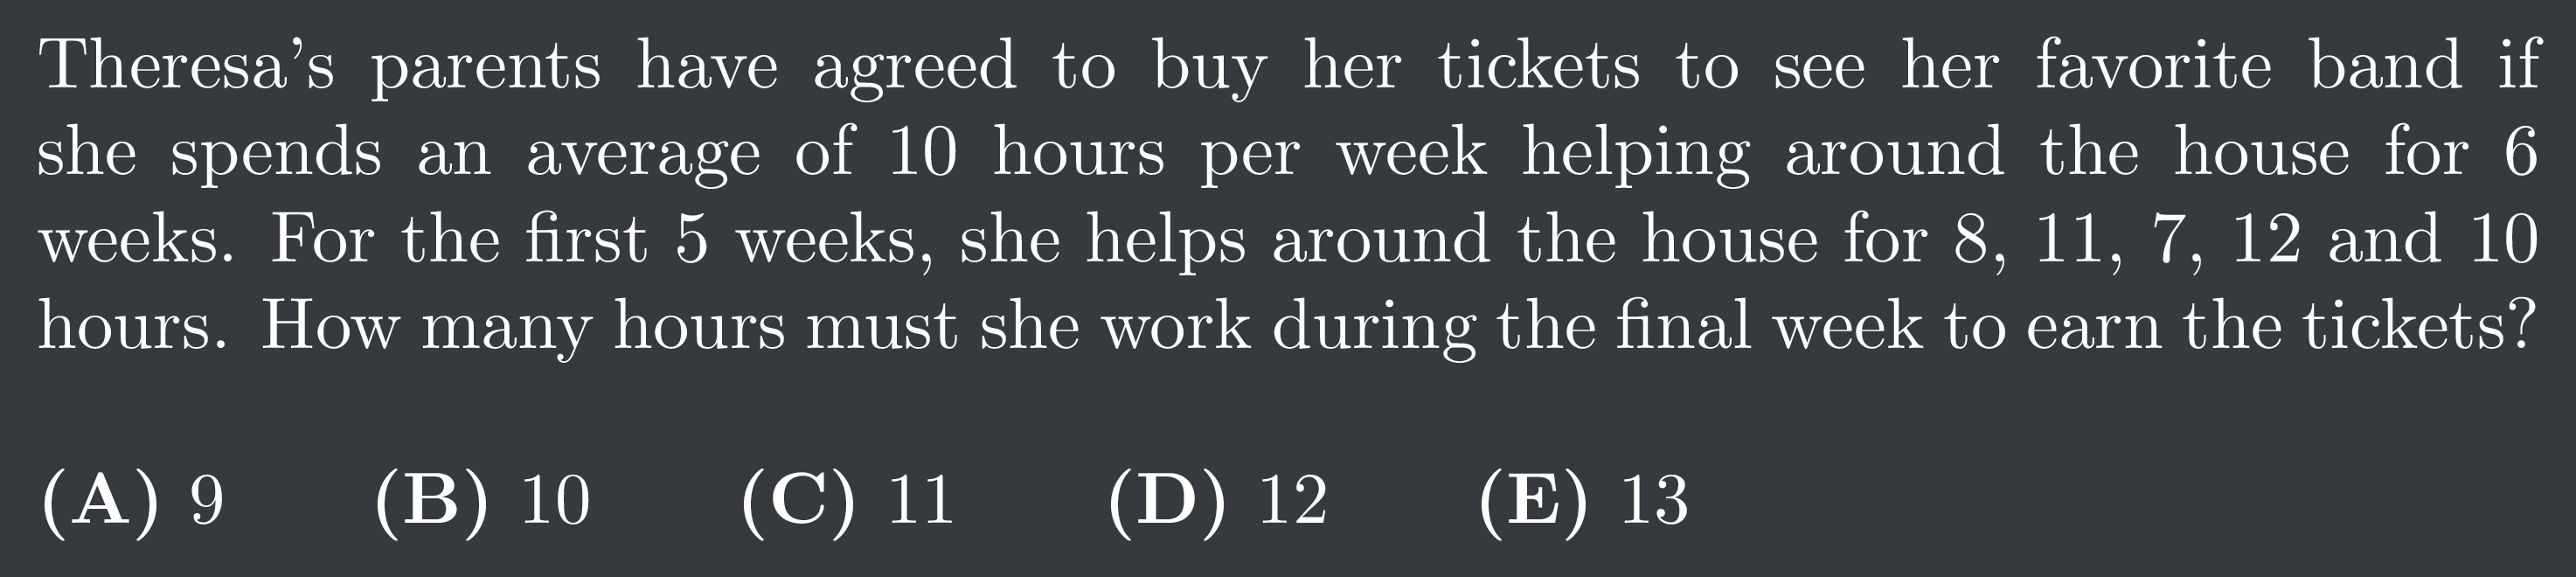 Theresa’s parents have agreed to buy her tickets to see her favorite band if
she spends an average of 10 hours per week helping around the house for 6
weeks. For the first 5 weeks, she helps around the house for 8, 11, 7, 12 and 10
hours. How many hours must she work during the final week to earn the tickets?
(A) 9 (B) 10 (C) 11 (D) 12 (E) 13